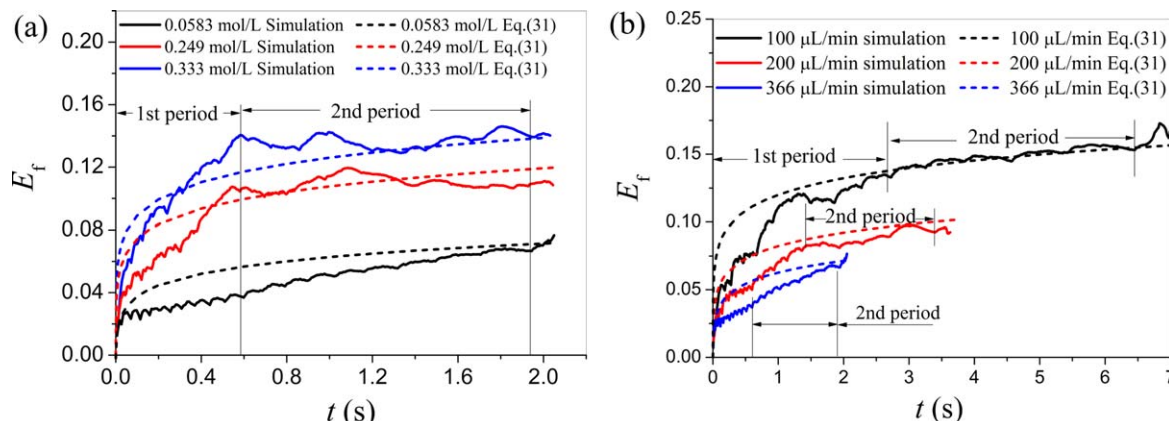 (a)
0.20
0.16
0.12
0.08
0.04
0.00
E_f
0.0583 mol/L Simulation
0.249 mol/L Simulation
0.333 mol/L Simulation
0.0583 mol/L Eq.(31)
0.249 mol/L Eq.(31)
0.333 mol/L Eq.(31)
1st period
2nd period
0.0 0.4 0.8 1.2 1.6 2.0
t (s)
(b)
0.25
0.20
0.15
0.10
0.05
0.00
E_f
100 μL/min simulation
200 μL/min simulation
366 μL/min simulation
100 μL/min Eq.(31)
200 μL/min Eq.(31)
366 μL/min Eq.(31)
1st period
2nd period
2nd period
2nd period
0 1 2 3 4 5 6 7
t (s)